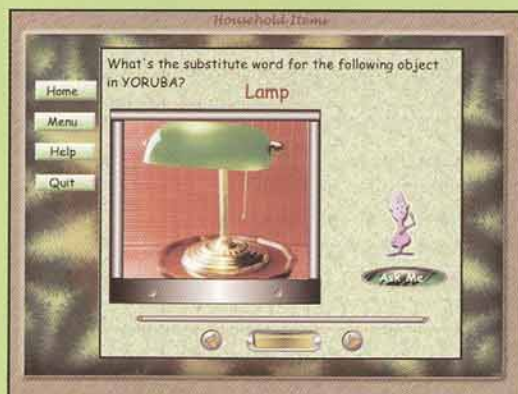 Household Items
What's the substitute word for the following object
in YORUBA?
Lamp
Home
Menu
Help
Quit
Ask Me